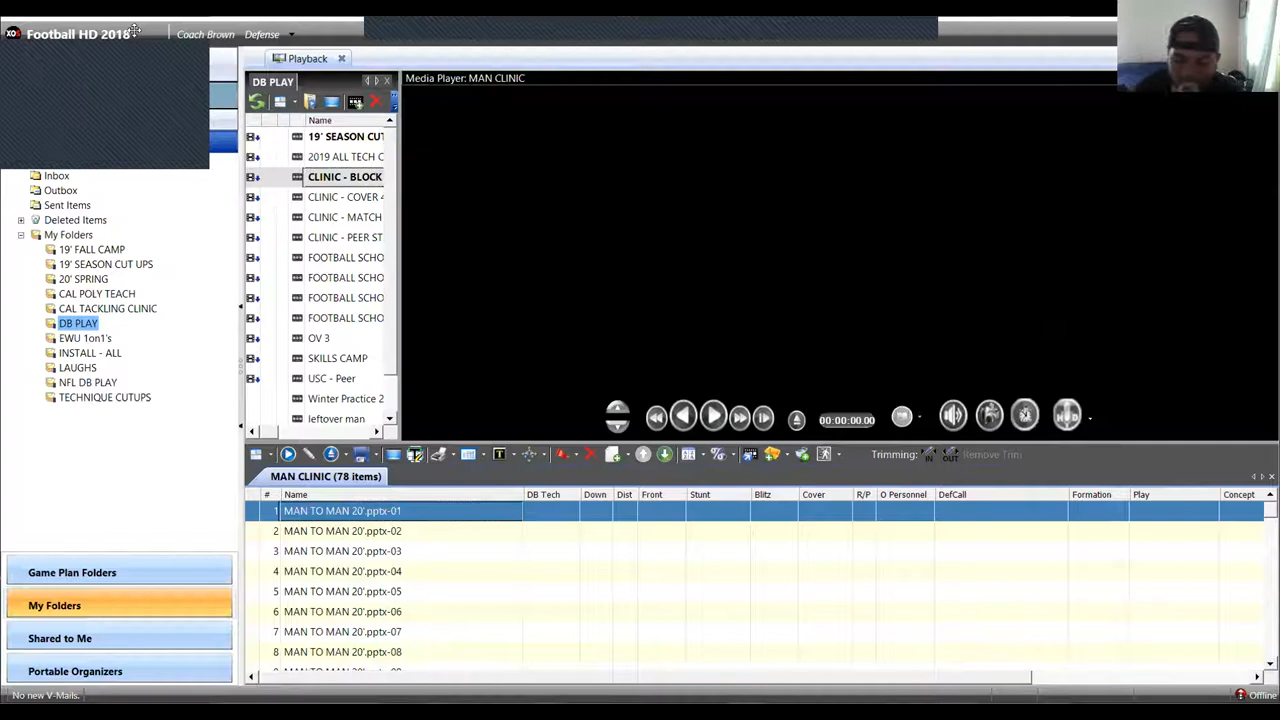 XOS Football HD 2018 Coach Brown Defense
Playback
DB PLAY
Media Player: MAN CLINIC
Name
19' SEASON CUT
2019 ALL TECH C
CLINIC - BLOCK
CLINIC - COVER 4
CLINIC - MATCH
CLINIC - PEER ST
FOOTBALL SCHO
FOOTBALL SCHO
FOOTBALL SCHO
FOOTBALL SCHO
OV 3
SKILLS CAMP
USC - Peer
Winter Practice 2
leftover man
Inbox
Outbox
Sent Items
Deleted Items
My Folders
19' FALL CAMP
19' SEASON CUT UPS
20' SPRING
CAL POLY TEACH
CAL TACKLING CLINIC
DB PLAY
EWU 1on1's
INSTALL - ALL
LAUGHS
NFL DB PLAY
TECHNIQUE CUTUPS
Game Plan Folders
My Folders
Shared to Me
Portable Organizers
00:00:00.00
HUD
Trimming: IN OUT Remove Trim
MAN CLINIC (78 items)
# Name DB Tech Down Dist Front Stunt Blitz Cover R/P O Personnel DefCall Formation Play Concept
1 MAN TO MAN 20'.pptx-01
2 MAN TO MAN 20'.pptx-02
3 MAN TO MAN 20'.pptx-03
4 MAN TO MAN 20'.pptx-04
5 MAN TO MAN 20'.pptx-05
6 MAN TO MAN 20'.pptx-06
7 MAN TO MAN 20'.pptx-07
8 MAN TO MAN 20'.pptx-08
No new V-Mails. Offline